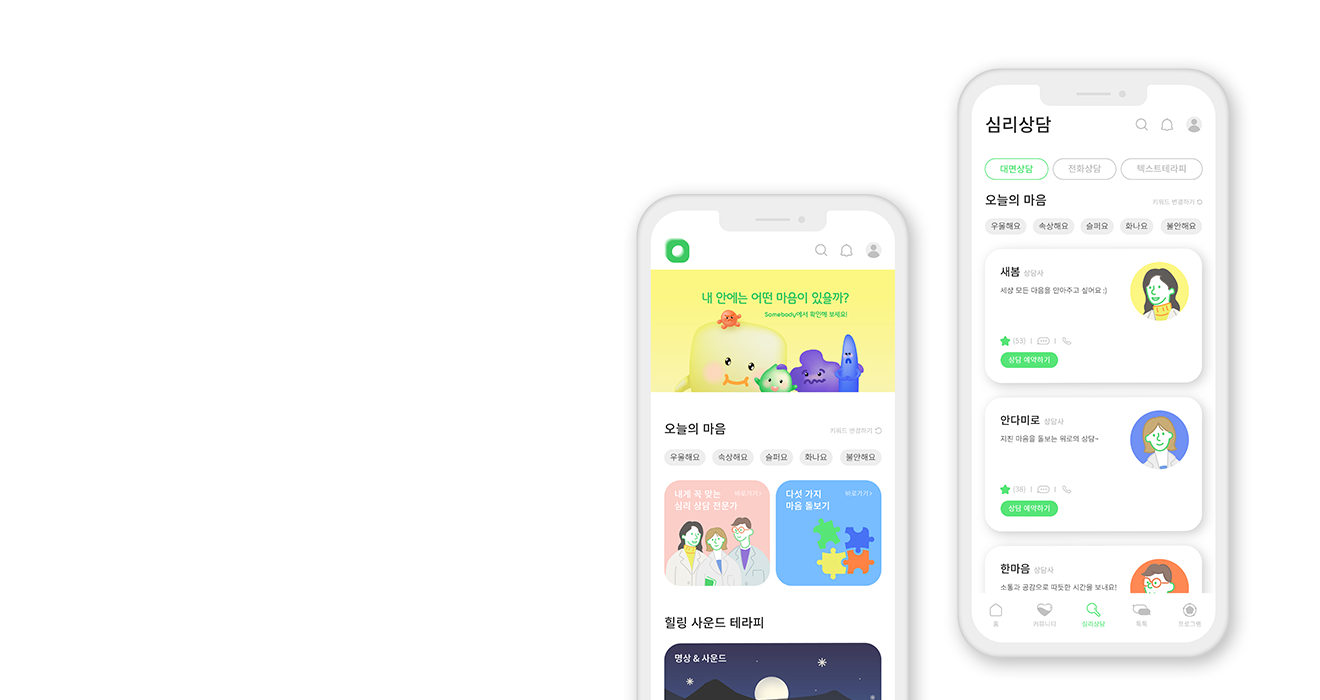 내 안에는 어떤 마음이 있을까?
Somebody에서 확인해 보세요!
오늘의 마음
키워드 변경하기
우울해요
속상해요
슬퍼요
화나요
불안해요
내게 꼭 맞는
심리 상담 전문가
바로가기>
다섯 가지
마음 돌보기
바로가기>
힐링 사운드 테라피
명상 & 사운드
심리상담
대면상담
전화상담
텍스트테라피
오늘의 마음
키워드 변경하기
우울해요
속상해요
슬퍼요
화나요
불안해요
새봄 상담사
세상 모든 마음을 안아주고 싶어요 :)
(53)
상담 예약하기
안다미로 상담사
지친 마음을 돌보는 위로의 상담~
(38)
상담 예약하기
한마음 상담사
소통과 공감으로 따듯한 시간을 보내요!
홈
커뮤니티
심리상담
톡톡
프로그램